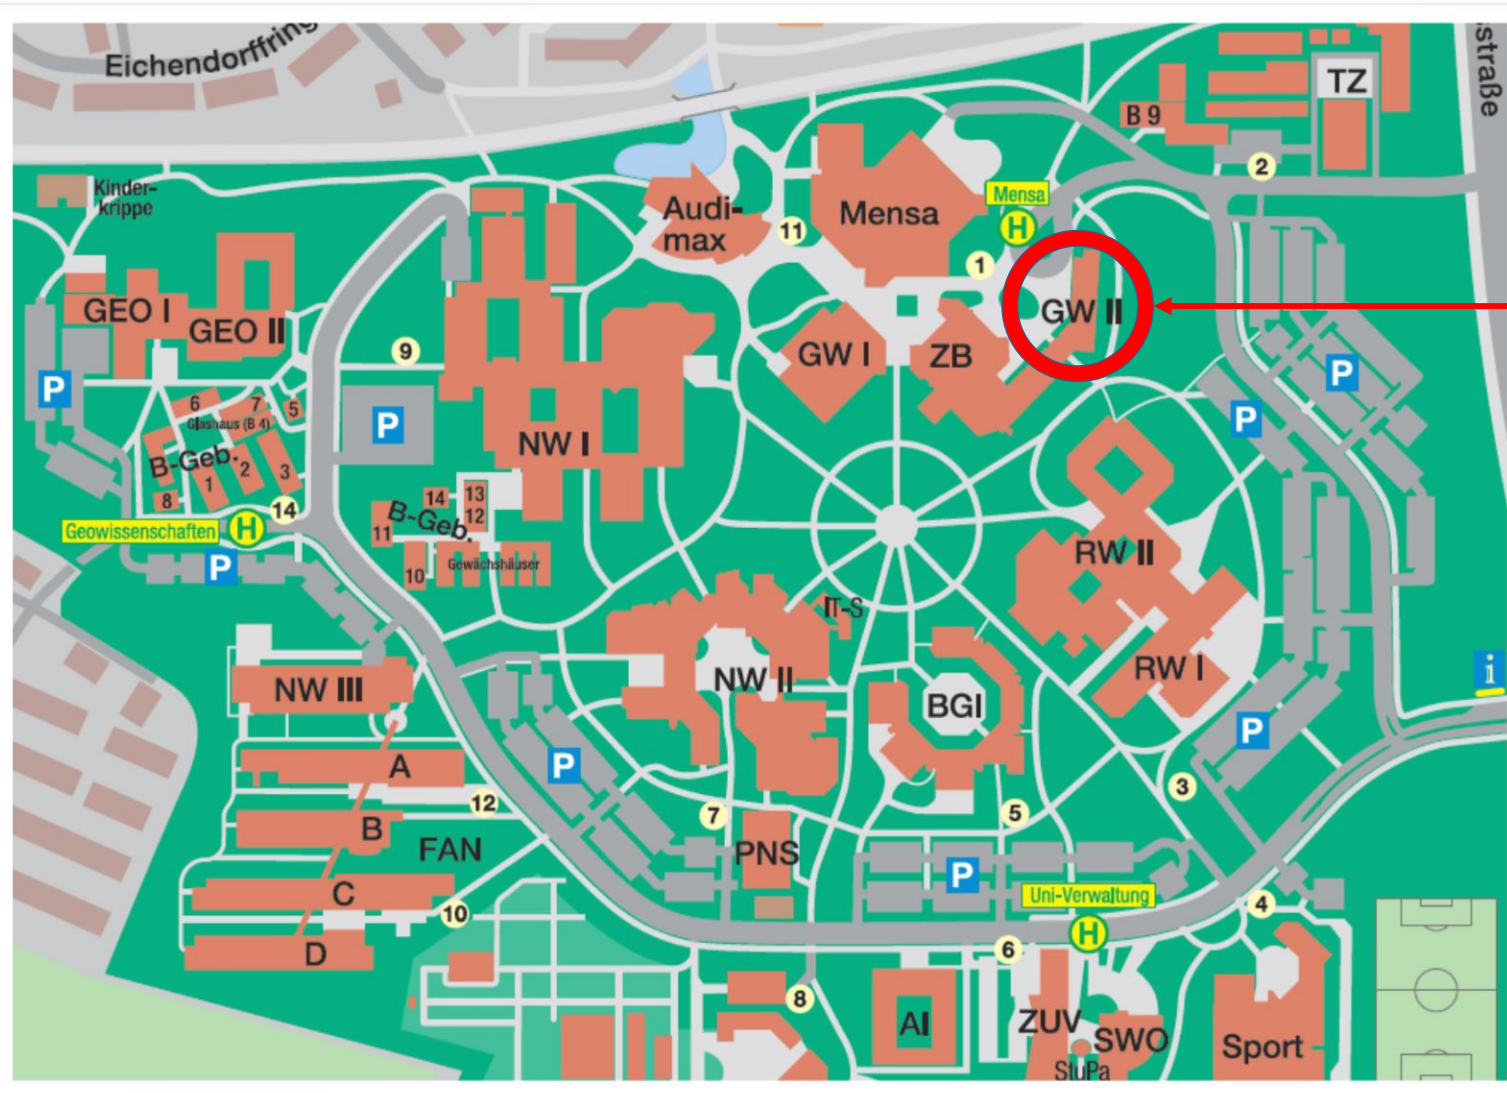 Eichendorffring
straße
TZ
B 9
2
Kinder-
krippe
Audi-
max
11
Mensa
Mensa
H
1
GEO I
GEO II
GW II
GW I
ZB
9
P
P
P
P
6
7
5
Glashaus (B 4)
B-Geb.
1
2
3
8
NW I
14
Geowissenschaften
H
P
14
13
12
11
B-Geb.
10
Gewächshäuser
RW II
IT-S
RW I
NW III
NW II
BGI
i
P
P
A
12
B
FAN
C
10
D
7
PNS
5
3
P
Uni-Verwaltung
H
4
6
8
AI
ZUV
SWO
StuPa
Sport